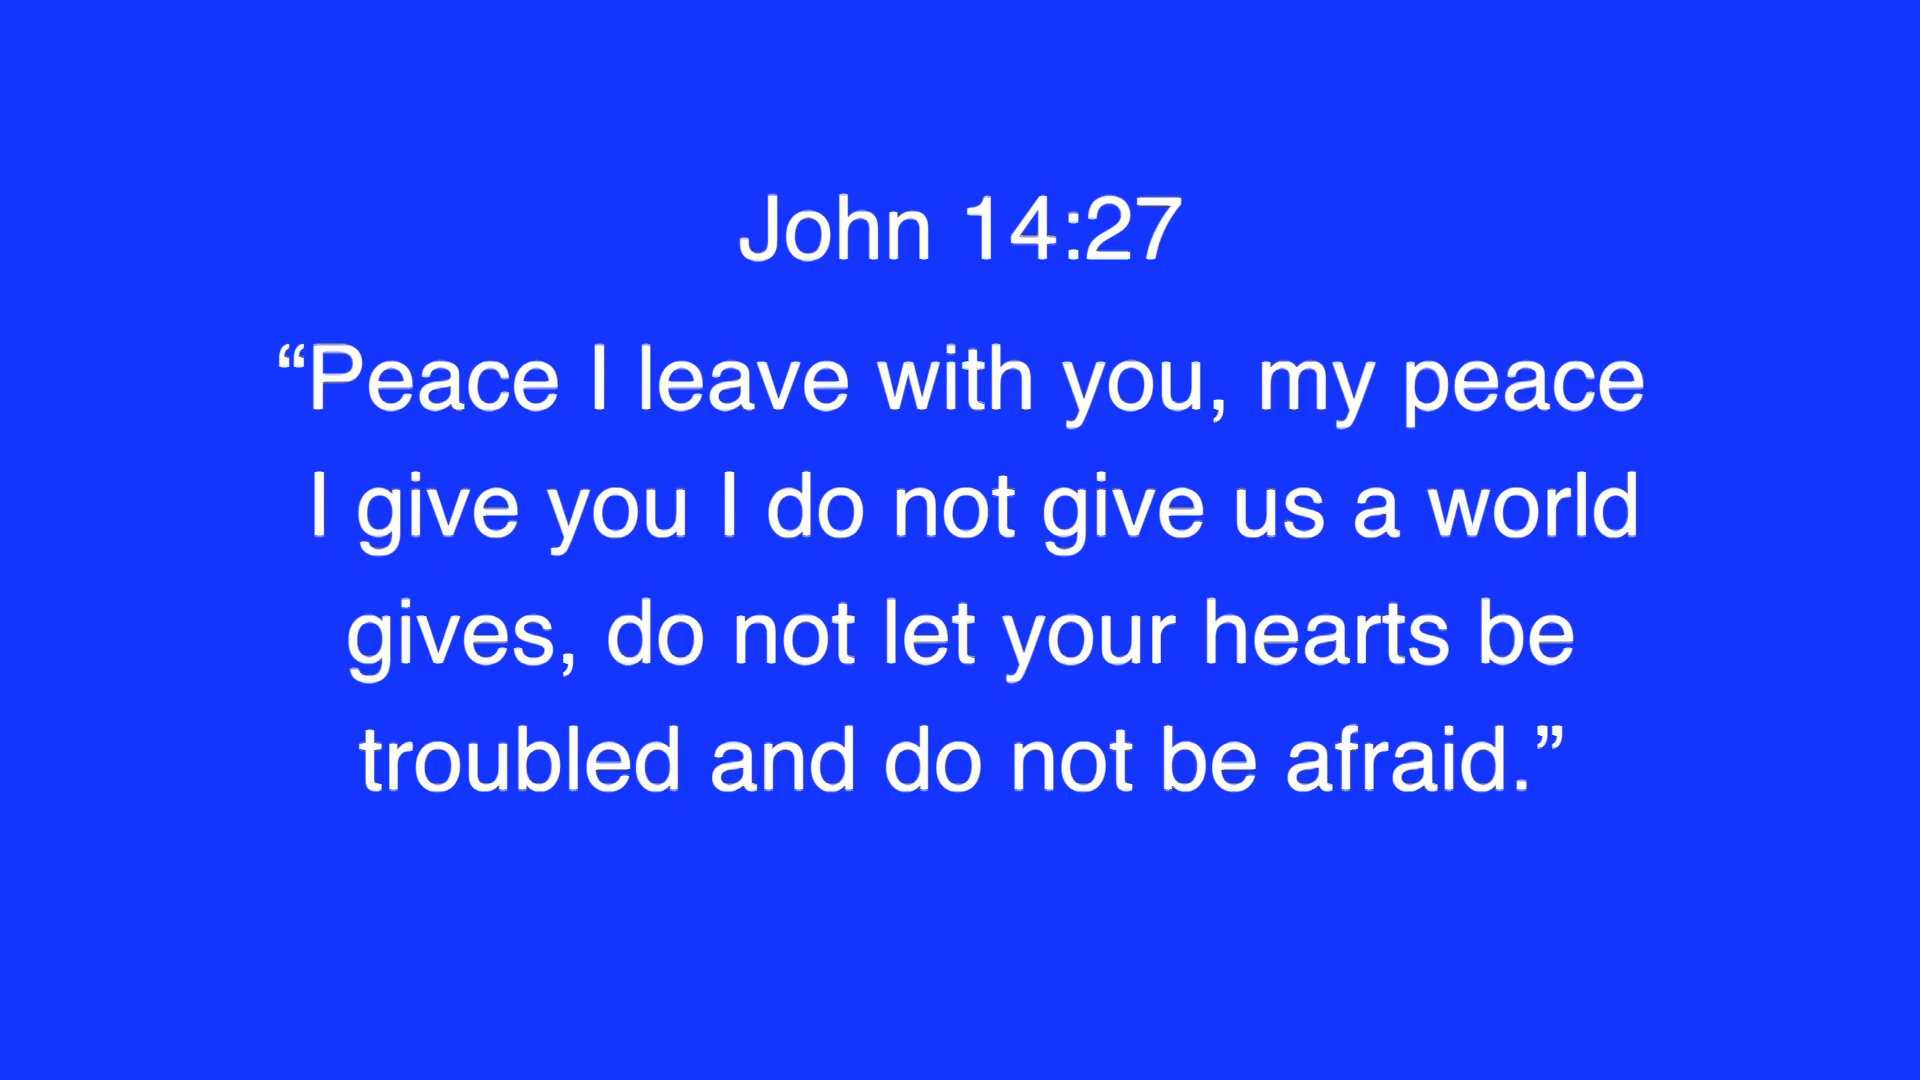 John 14:27
“Peace I leave with you, my peace
I give you I do not give us a world
gives, do not let your hearts be
troubled and do not be afraid.”